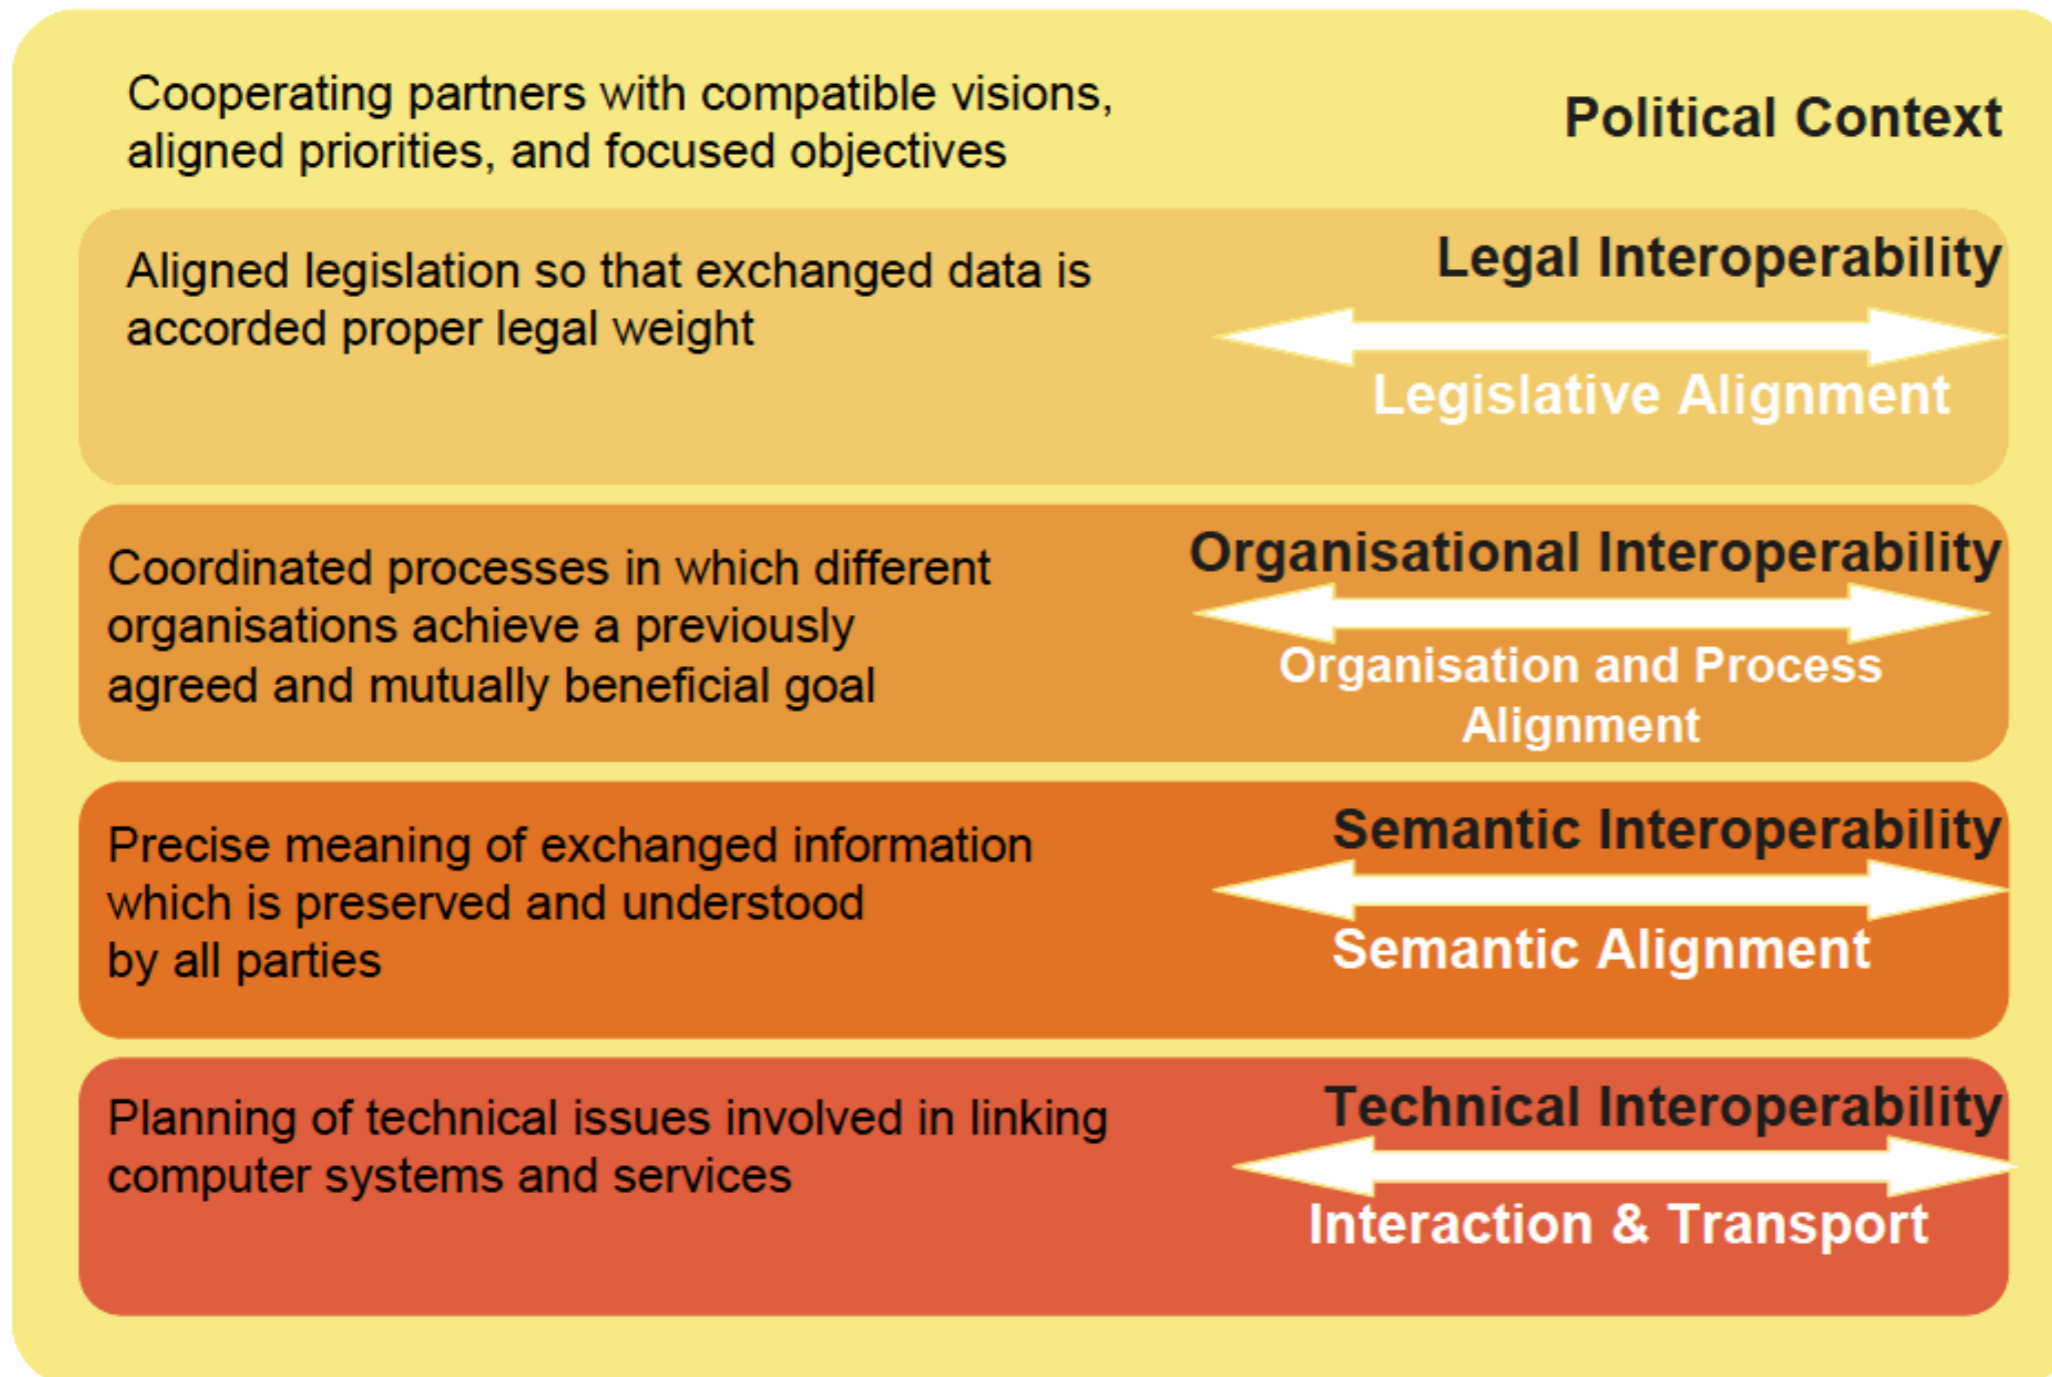 Cooperating partners with compatible visions,
aligned priorities, and focused objectives
Political Context
Aligned legislation so that exchanged data is
accorded proper legal weight
Legal Interoperability
Legislative Alignment
Coordinated processes in which different
organisations achieve a previously
agreed and mutually beneficial goal
Organisational Interoperability
Organisation and Process
Alignment
Precise meaning of exchanged information
which is preserved and understood
by all parties
Semantic Interoperability
Semantic Alignment
Planning of technical issues involved in linking
computer systems and services
Technical Interoperability
Interaction & Transport